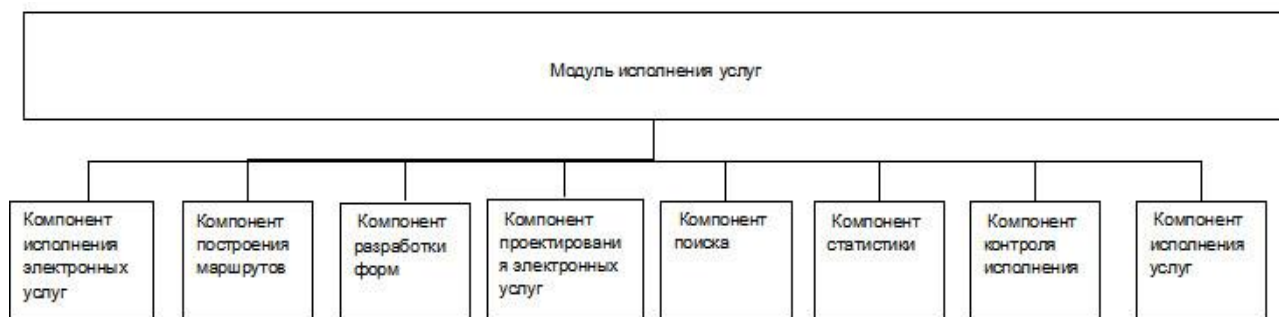 Модуль исполнения услуг
Компонент
исполнения
электронных
услуг
Компонент
построения
маршрутов
Компонент
разработки
форм
Компонент
проектировани
я электронных
услуг
Компонент
поиска
Компонент
статистики
Компонент
контроля
исполнения
Компонент
исполнения
услуг